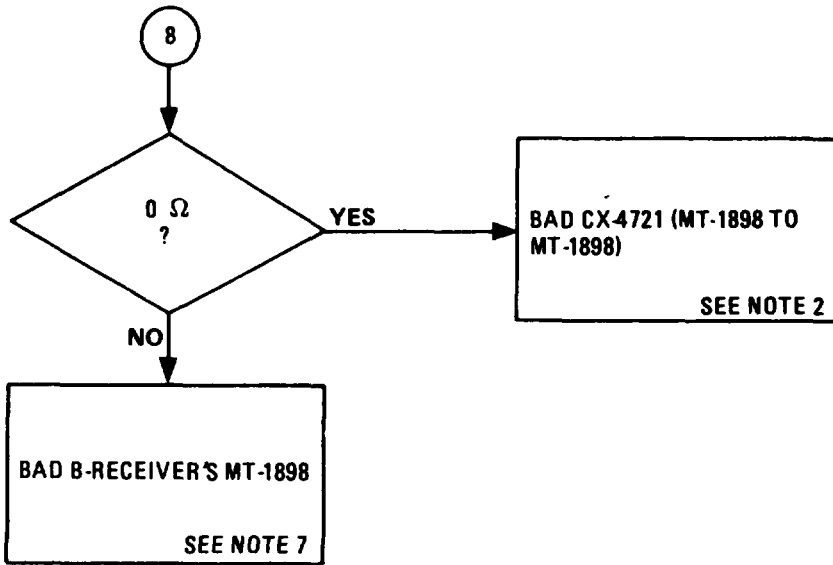 8
0 Ω
?
YES
BAD CX-4721 (MT-1898 TO
MT-1898)
SEE NOTE 2
NO
BAD B-RECEIVER'S MT-1898
SEE NOTE 7